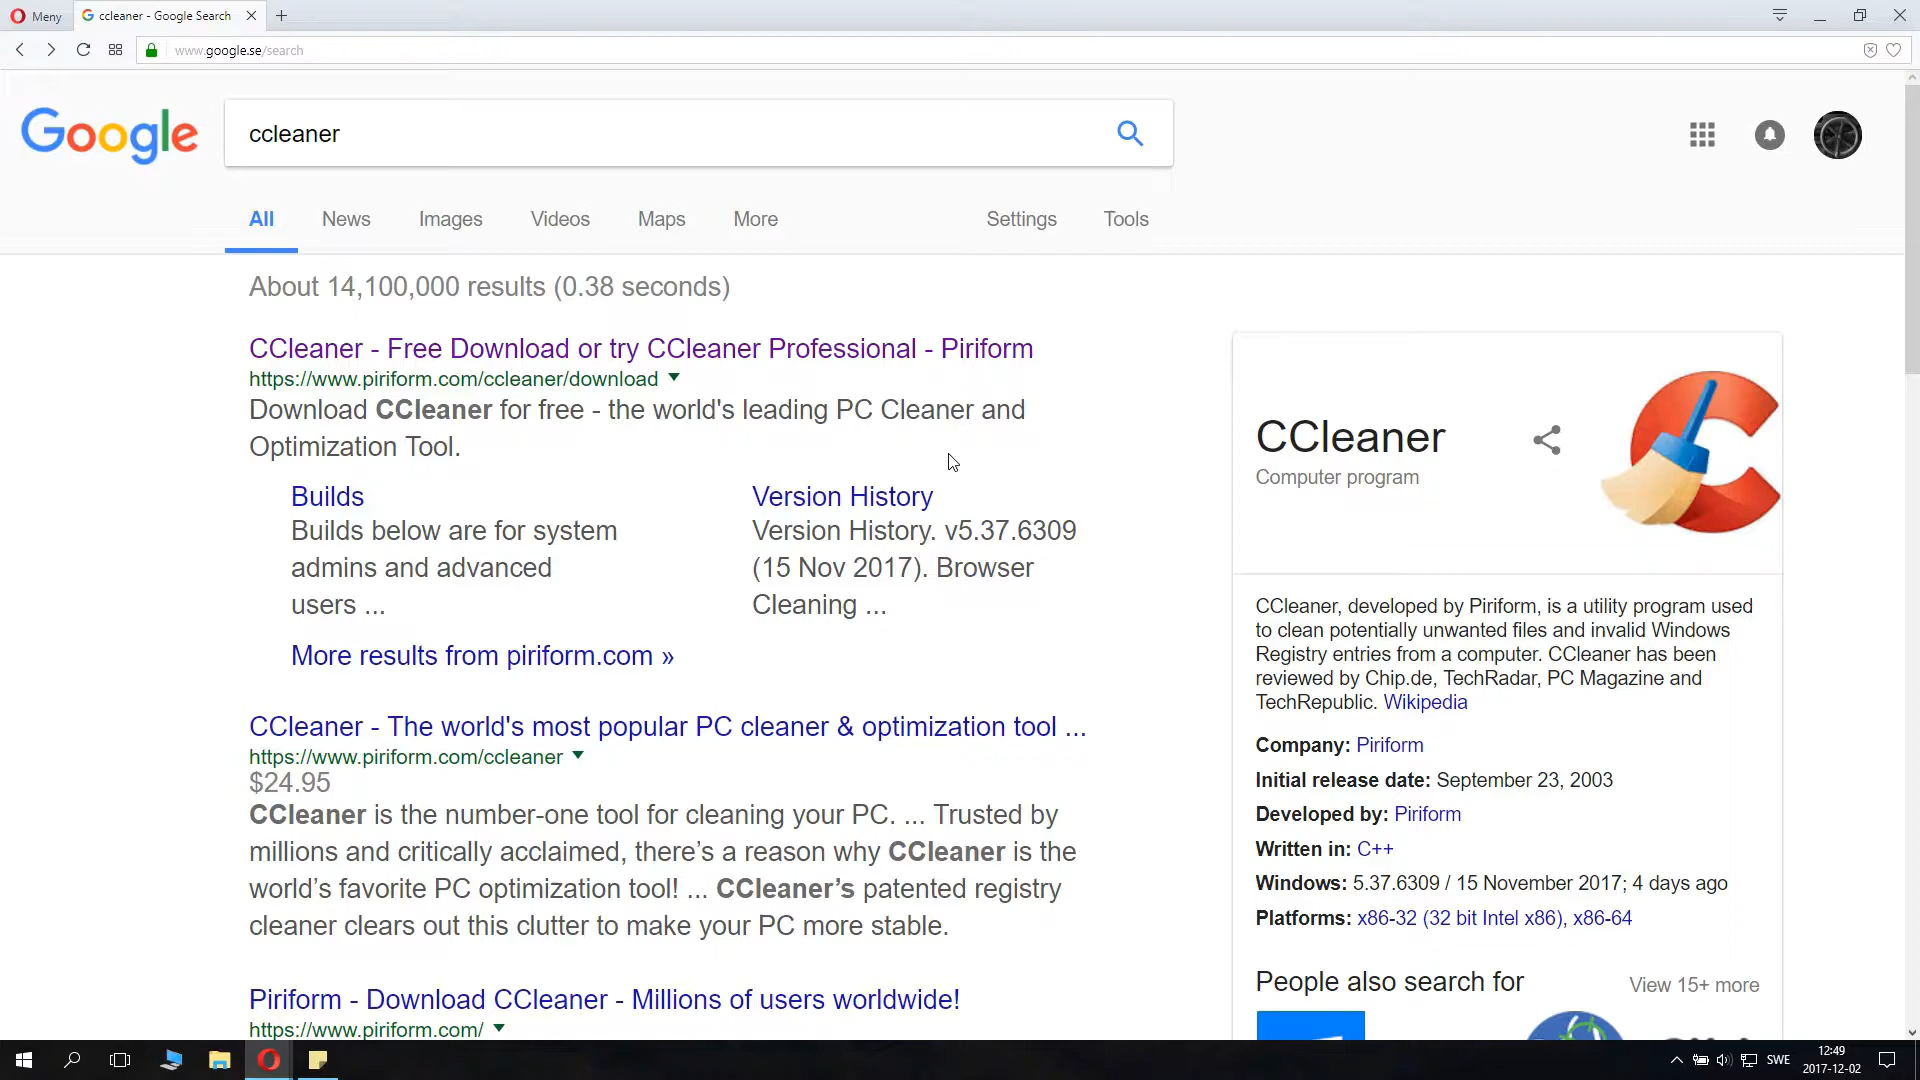 Meny
ccleaner - Google Search
www.google.se/search
Google
ccleaner
All
News
Images
Videos
Maps
More
Settings
Tools
About 14,100,000 results (0.38 seconds)
CCleaner - Free Download or try CCleaner Professional - Piriform
https://www.piriform.com/ccleaner/download
Download CCleaner for free - the world's leading PC Cleaner and
Optimization Tool.
Builds
Builds below are for system
admins and advanced
users ...
Version History
Version History. v5.37.6309
(15 Nov 2017). Browser
Cleaning ...
More results from piriform.com »
CCleaner - The world's most popular PC cleaner & optimization tool ...
https://www.piriform.com/ccleaner
$24.95
CCleaner is the number-one tool for cleaning your PC. ... Trusted by
millions and critically acclaimed, there’s a reason why CCleaner is the
world’s favorite PC optimization tool! ... CCleaner’s patented registry
cleaner clears out this clutter to make your PC more stable.
Piriform - Download CCleaner - Millions of users worldwide!
https://www.piriform.com/
CCleaner
Computer program
CCleaner, developed by Piriform, is a utility program used
to clean potentially unwanted files and invalid Windows
Registry entries from a computer. CCleaner has been
reviewed by Chip.de, TechRadar, PC Magazine and
TechRepublic. Wikipedia
Company: Piriform
Initial release date: September 23, 2003
Developed by: Piriform
Written in: C++
Windows: 5.37.6309 / 15 November 2017; 4 days ago
Platforms: x86-32 (32 bit Intel x86), x86-64
People also search for
View 15+ more
SWE
12:49
2017-12-02